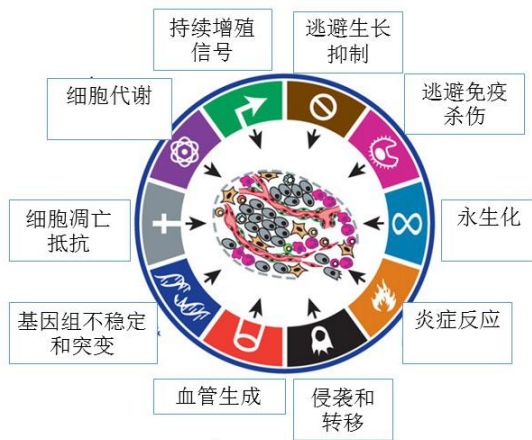 持续增殖
信号
逃避生长
抑制
细胞代谢
逃避免疫
杀伤
细胞凋亡
抵抗
永生化
基因组不稳定
和突变
炎症反应
血管生成
侵袭和
转移